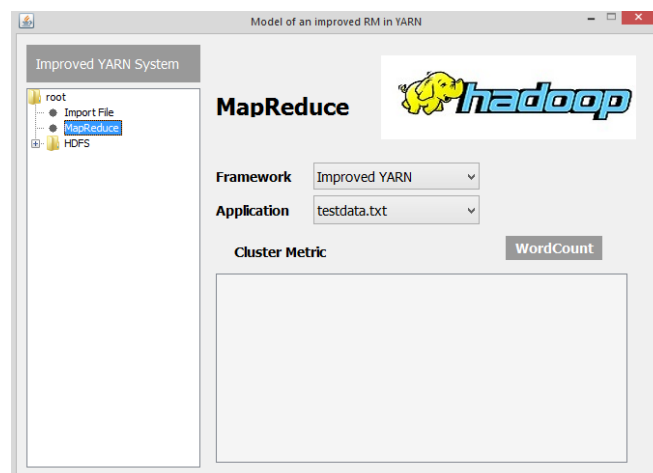 Model of an improved RM in YARN
Improved YARN System
root
Import File
MapReduce
HDFS
MapReduce
hadoop
Framework
Improved YARN
Application
testdata.txt
Cluster Metric
WordCount